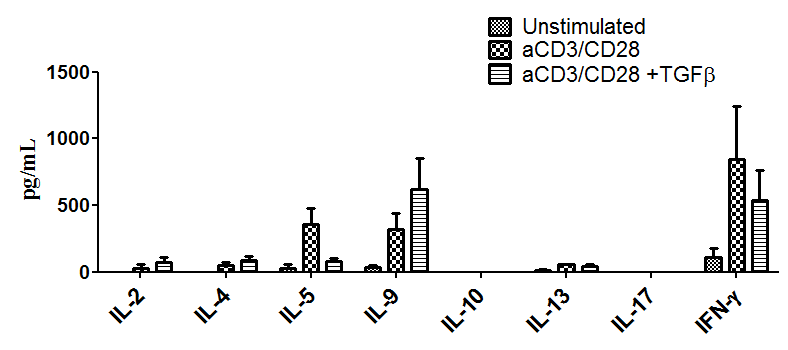 Unstimulated
aCD3/CD28
aCD3/CD28 +TGFβ
1500
1000
500
0
pg/mL
IL-2
IL-4
IL-5
IL-9
IL-10
IL-13
IL-17
IFN-γ